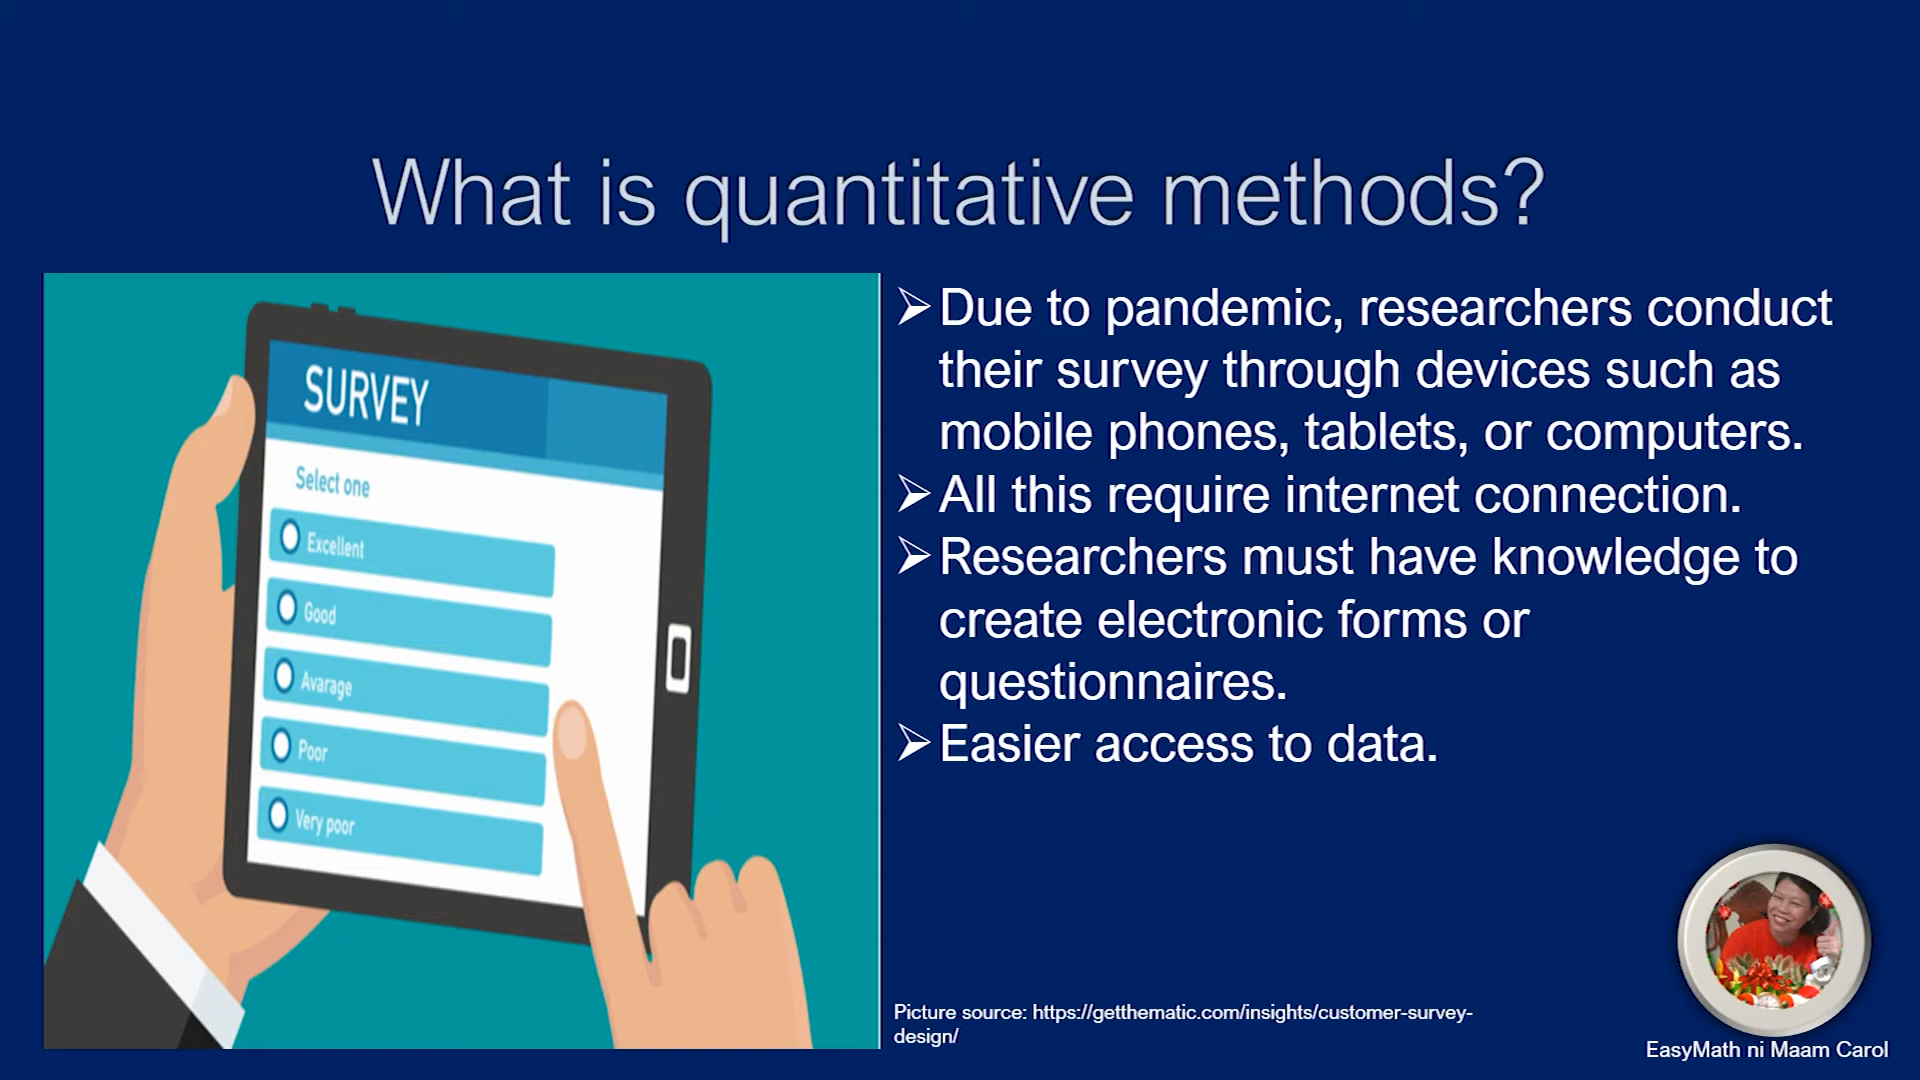 What is quantitative methods?
SURVEY
Select one
Excellent
Good
Avarage
Poor
Very poor
➢Due to pandemic, researchers conduct
their survey through devices such as
mobile phones, tablets, or computers.
➢All this require internet connection.
➢Researchers must have knowledge to
create electronic forms or
questionnaires.
➢Easier access to data.
Picture source: https://getthematic.com/insights/customer-survey-
design/
EasyMath ni Maam Carol